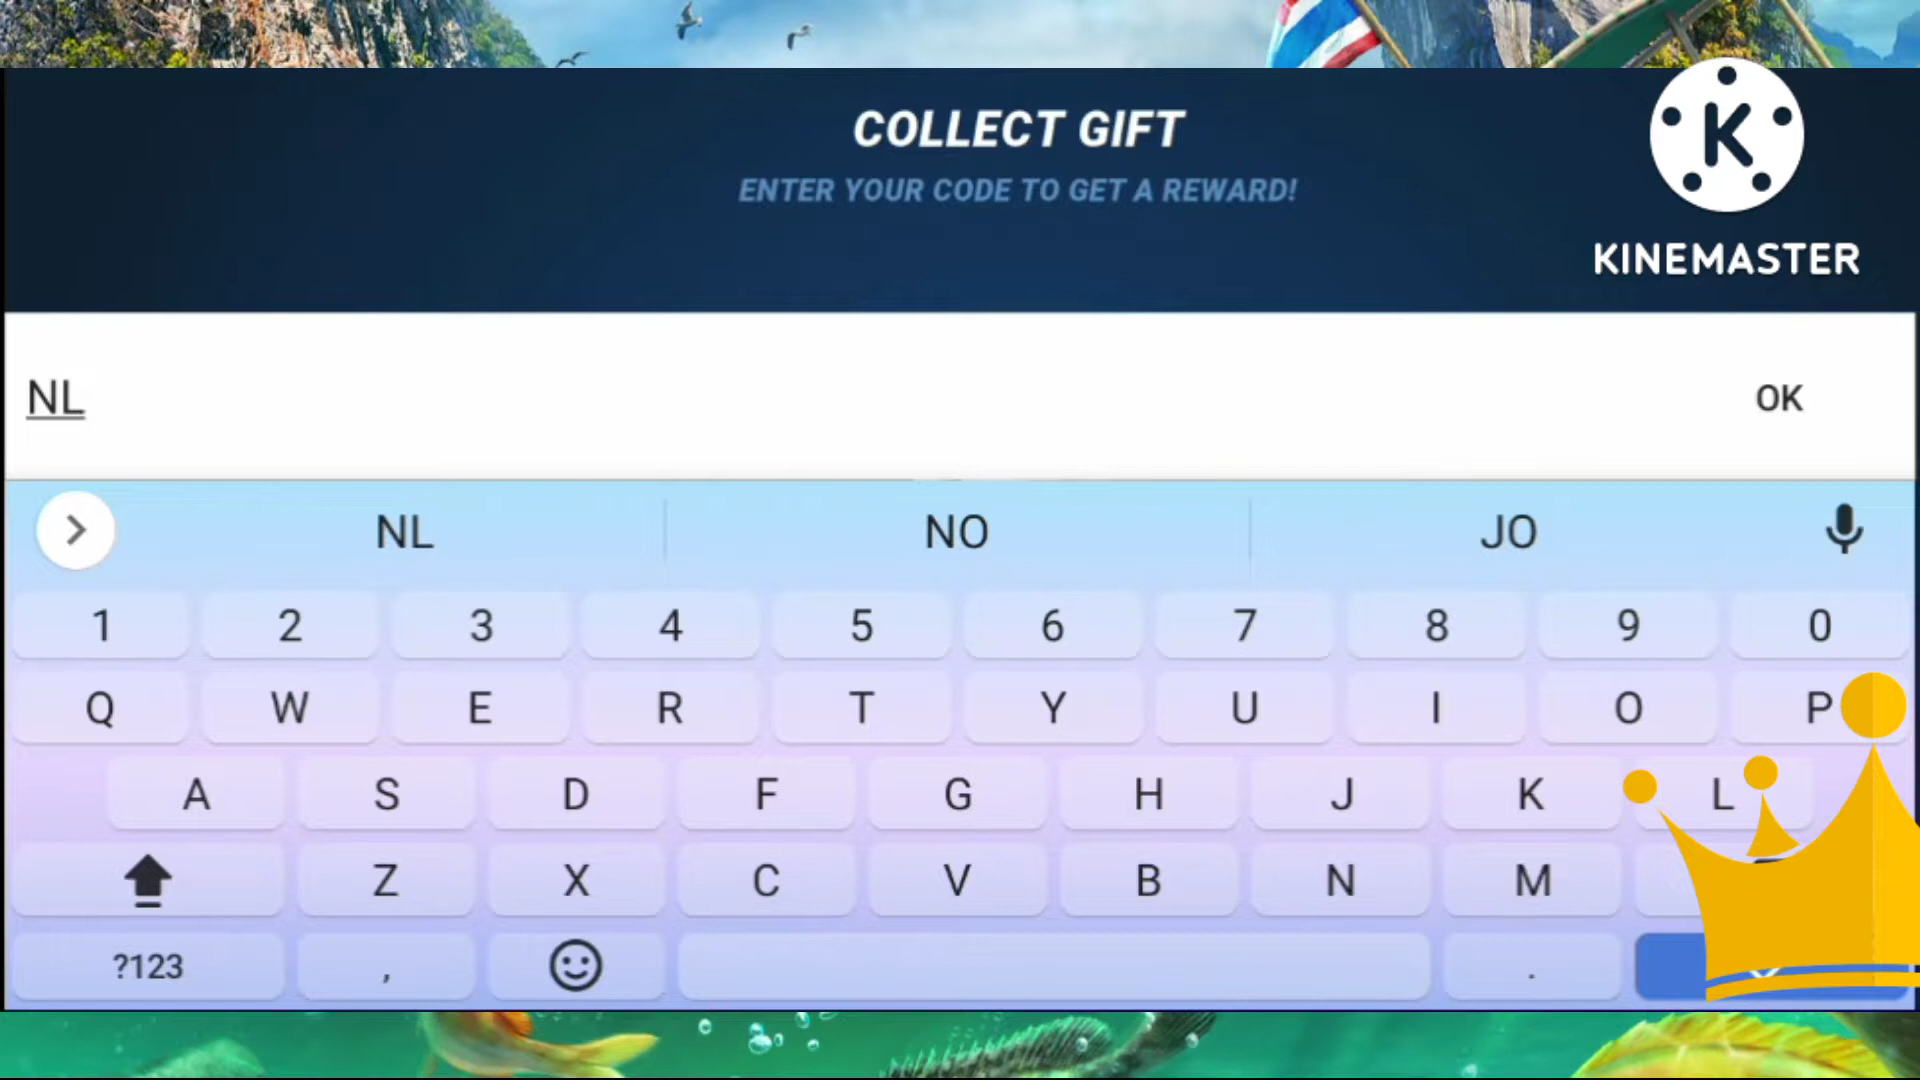 COLLECT GIFT
ENTER YOUR CODE TO GET A REWARD!
K
KINEMASTER
NL
OK
NL NO JO
1 2 3 4 5 6 7 8 9 0
Q W E R T Y U I O P
A S D F G H J K L
Z X C V B N M
?123 , .